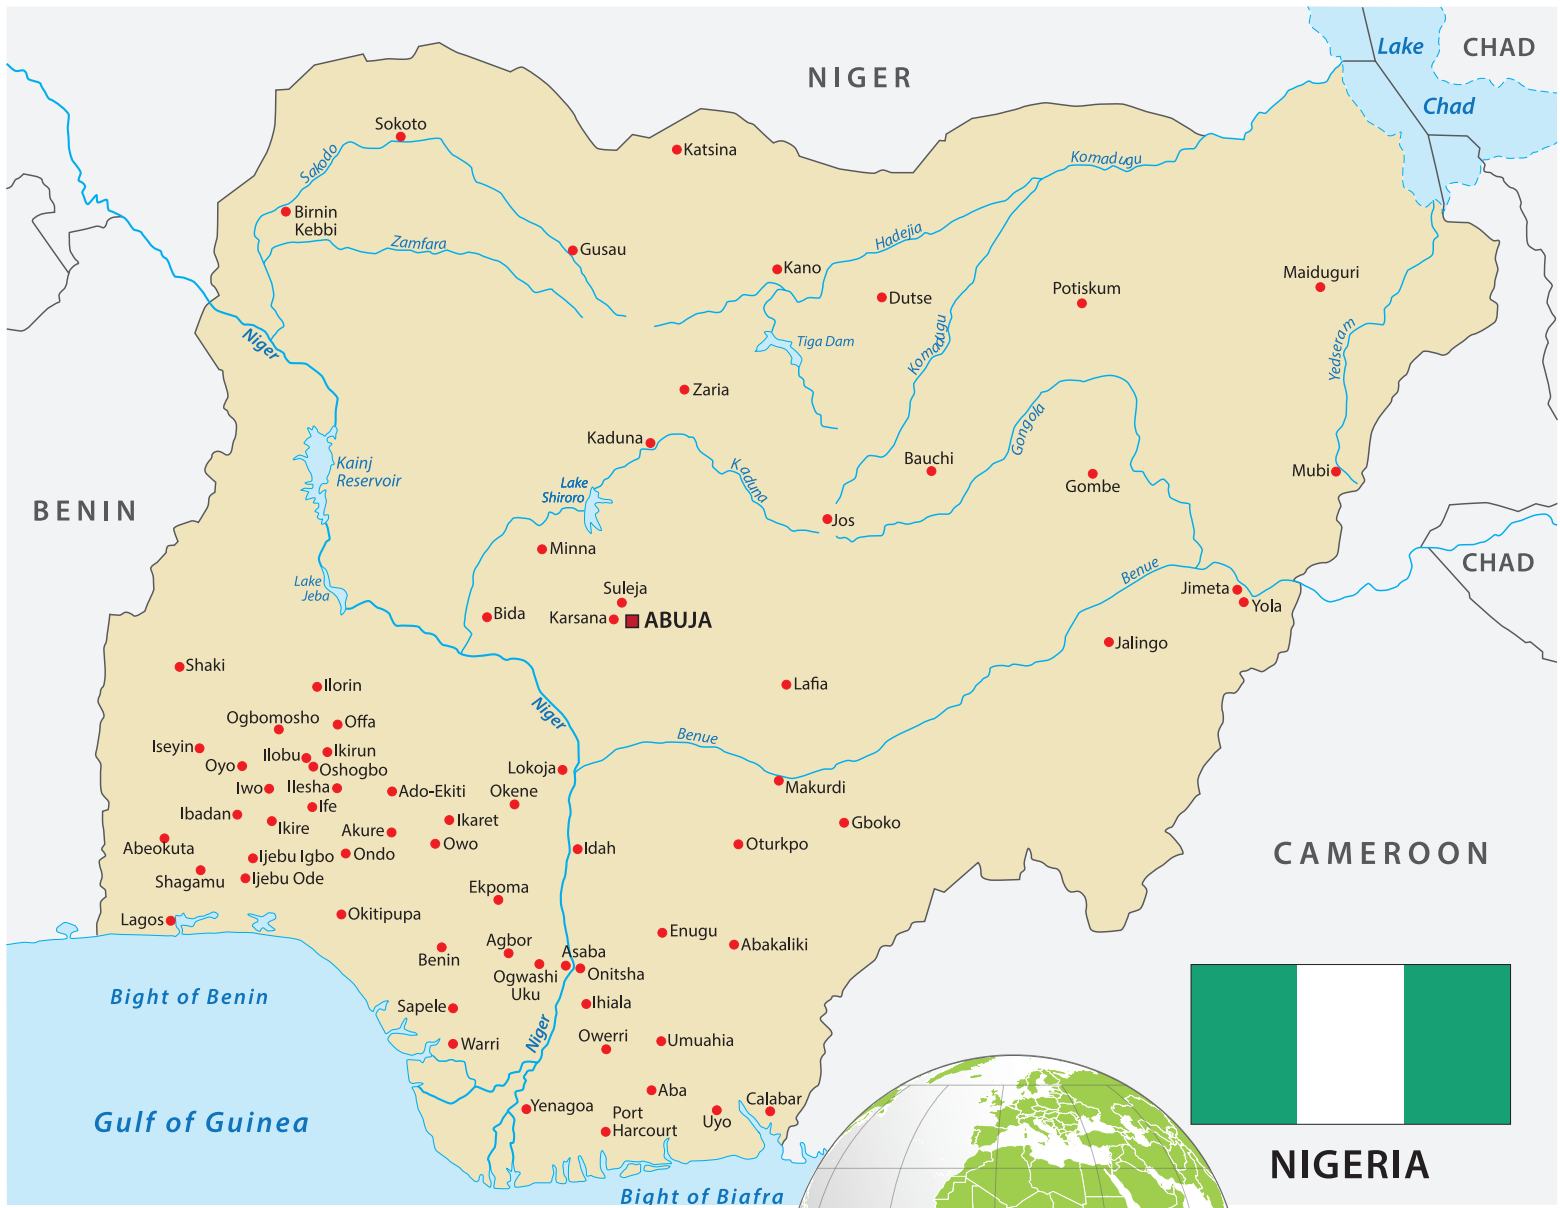 Lake
CHAD
NIGER
Chad
Sokoto
Katsina
Sakodo
Komadugu
Birnin
Kebbi
Zamfara
Gusau
Hadejia
Kano
Dutse
Potiskum
Maiduguri
Niger
Tiga Dam
Komadugu
Yedseram
Zaria
Kaduna
Gongola
Kainj
Reservoir
Lake
Shiroro
Kaduna
Bauchi
Gombe
Mubi
BENIN
Jos
Minna
CHAD
Lake
Jeba
Benue
Suleja
Jimeta
Yola
Bida
Karsana
ABUJA
Jalingo
Shaki
Ilorin
Lafia
Ogbomosho
Offa
Niger
Benue
Iseyin
Ilobu
Ikirun
Oyo
Oshogbo
Lokoja
Iwo
Ilesha
Ado-Ekiti
Okene
Makurdi
Ife
Ibadan
Ikire
Akure
Ikaret
Gboko
Abeokuta
Ijebu Igbo
Ondo
Owo
Idah
Oturkpo
CAMEROON
Shagamu
Ijebu Ode
Ekpoma
Lagos
Okitipupa
Enugu
Abakaliki
Benin
Agbor
Asaba
Ogwashi
Uku
Onitsha
Bight of Benin
Sapele
Ihiala
Niger
Owerri
Umuahia
Warri
Aba
Gulf of Guinea
Yenagoa
Port
Harcourt
Uyo
Calabar
NIGERIA
Bight of Biafra